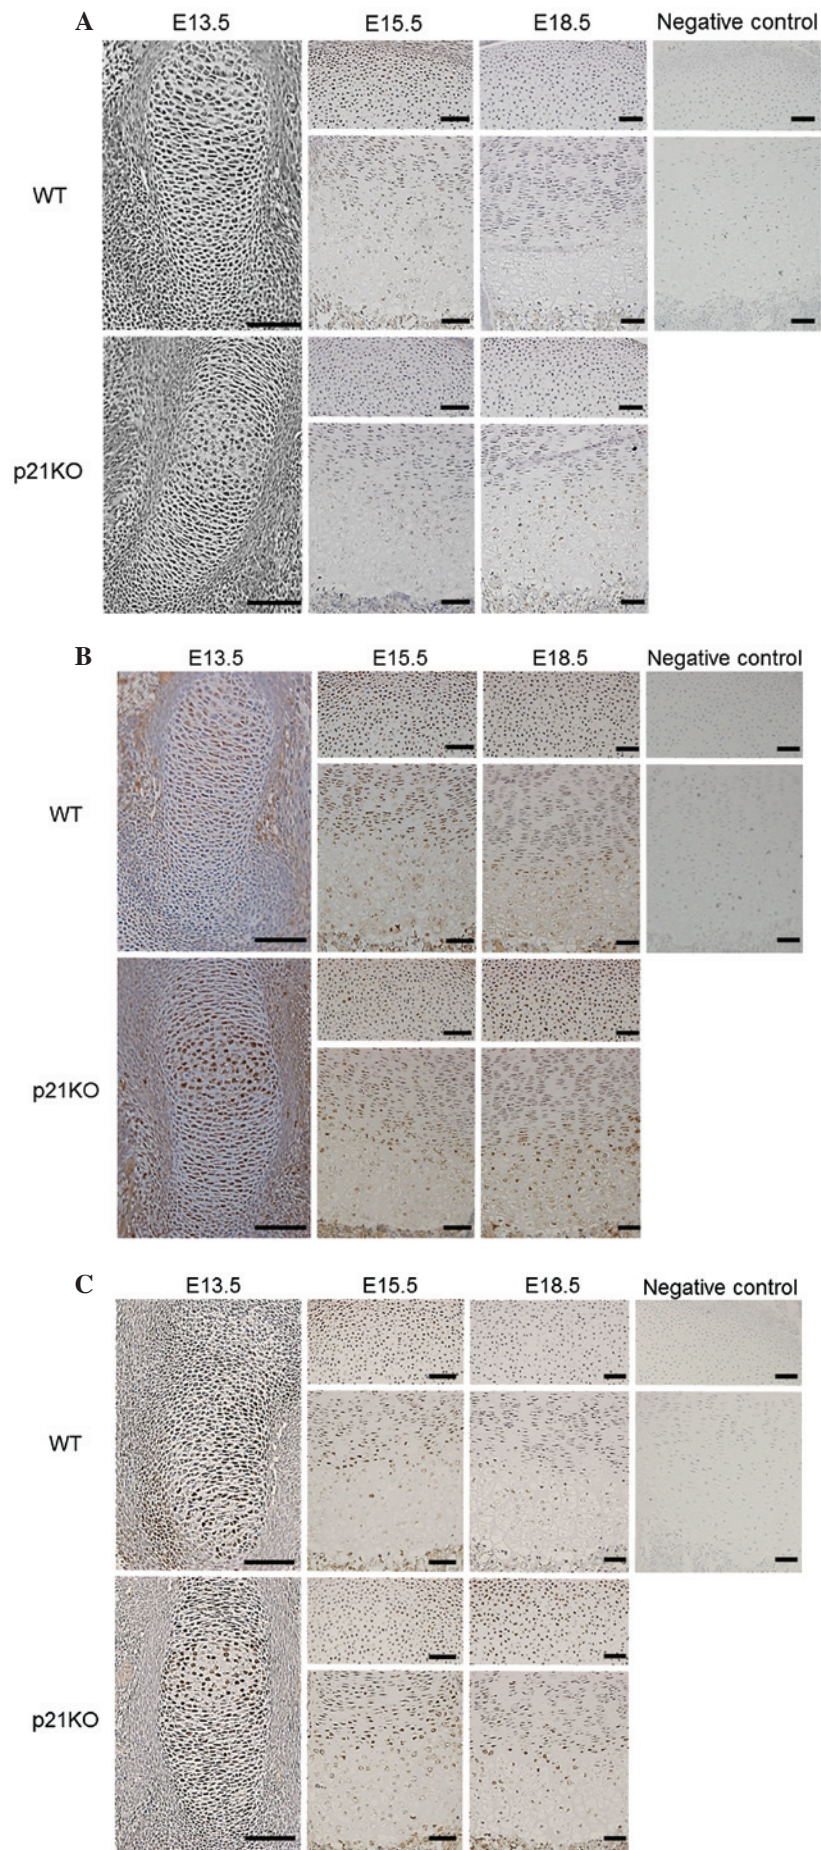 A
E13.5 E15.5 E18.5 Negative control
WT
p21KO
B
E13.5 E15.5 E18.5 Negative control
WT
p21KO
C
E13.5 E15.5 E18.5 Negative control
WT
p21KO